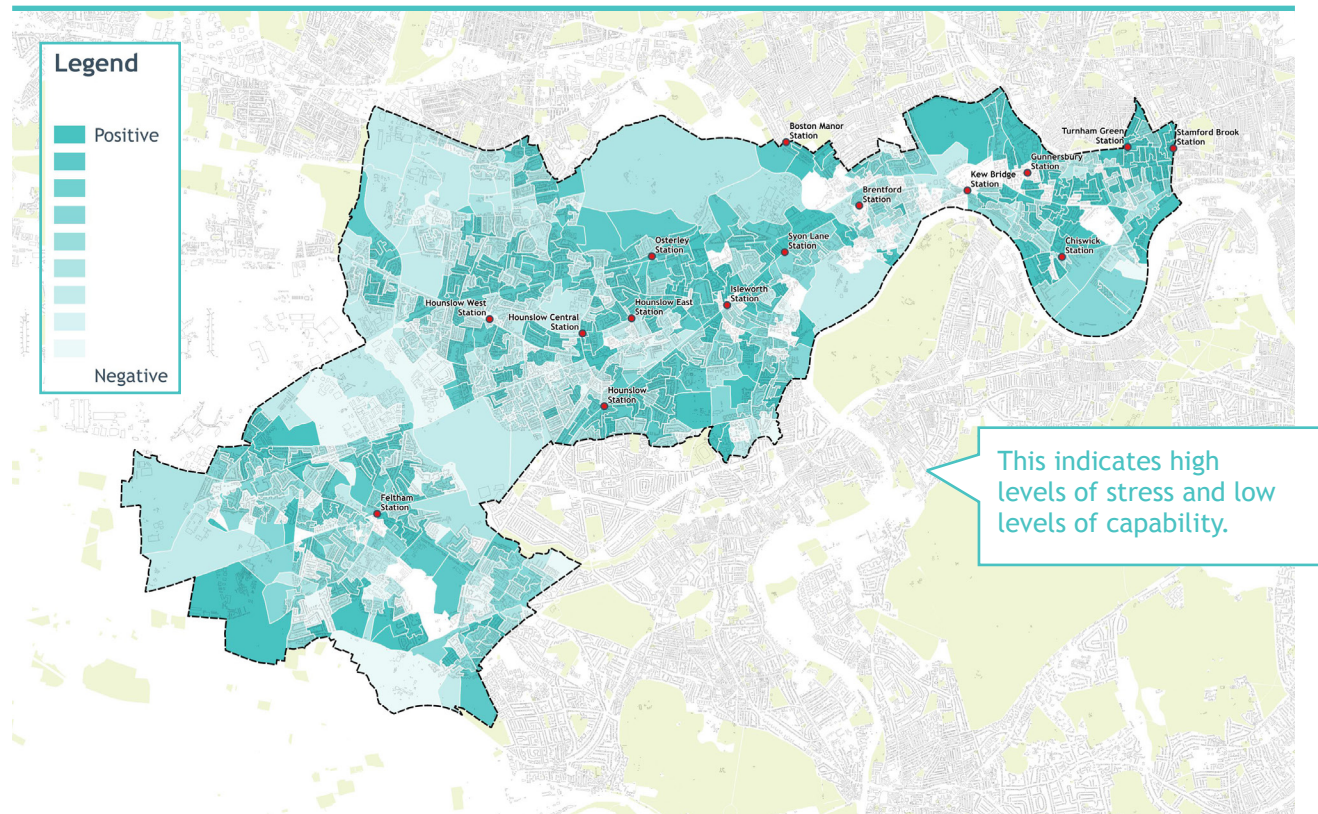 Legend
Positive
Negative
Boston Manor
Station
Turnham Green
Station
Stamford Brook
Station
Gunnersbury
Station
Kew Bridge
Station
Brentford
Station
Chiswick
Station
Syon Lane
Station
Osterley
Station
Isleworth
Station
Hounslow West
Station
Hounslow Central
Station
Hounslow East
Station
Hounslow
Station
Feltham
Station
This indicates high
levels of stress and low
levels of capability.